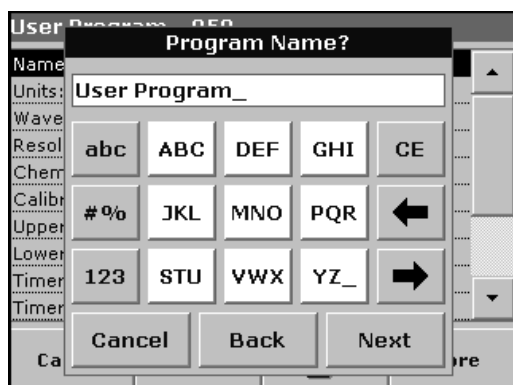 User Program 950
Program Name?
Name
Units:
User Program_
Wave
Resol
abc ABC DEF GHI CE
Chem
Calibr
#% JKL MNO PQR
Upper
Lower
123 STU VWX YZ_
Timer
Timer
Cancel Back Next
Ca ore